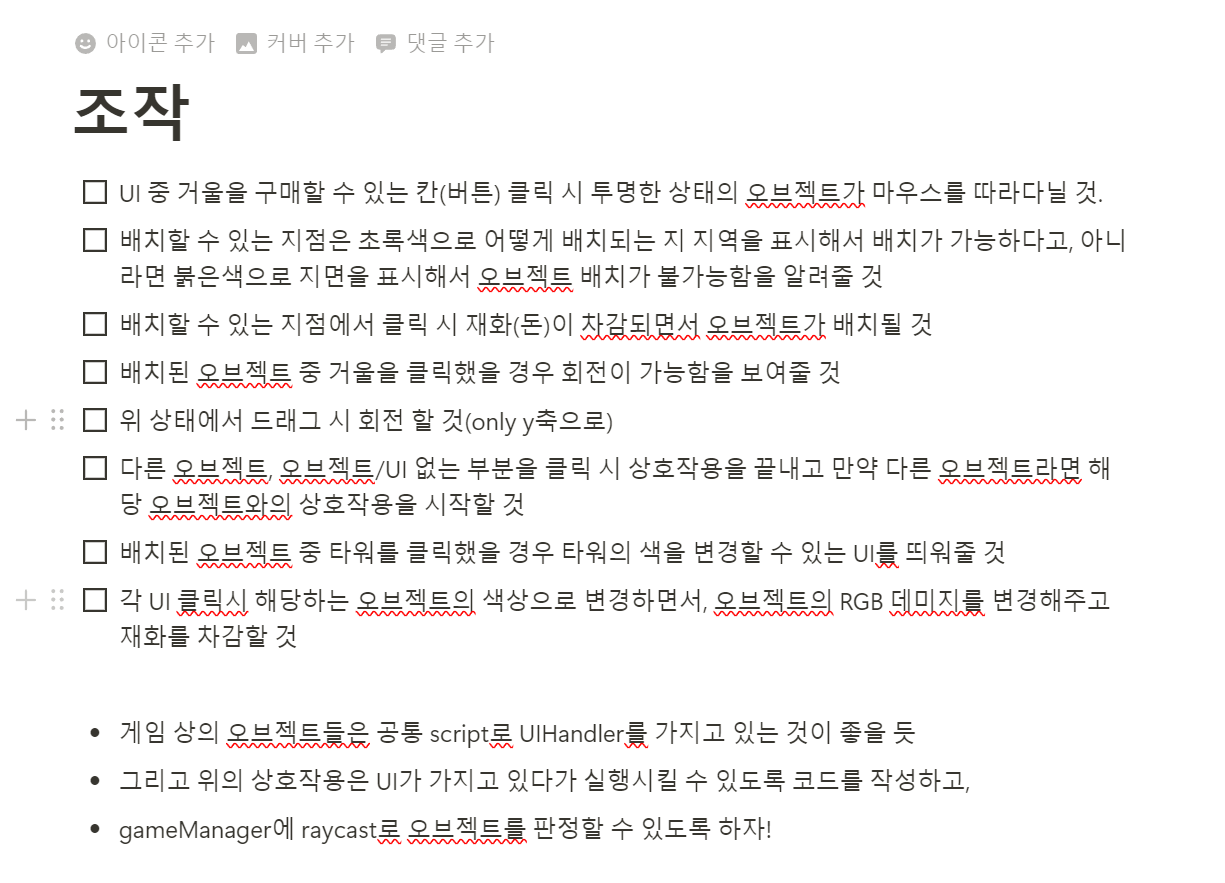 아이콘 추가 커버 추가 댓글 추가
조작
UI 중 거울을 구매할 수 있는 칸(버튼) 클릭 시 투명한 상태의 오브젝트가 마우스를 따라다닐 것.
배치할 수 있는 지점은 초록색으로 어떻게 배치되는 지 지역을 표시해서 배치가 가능하다고, 아니
라면 붉은색으로 지면을 표시해서 오브젝트 배치가 불가능함을 알려줄 것
배치할 수 있는 지점에서 클릭 시 재화(돈)이 차감되면서 오브젝트가 배치될 것
배치된 오브젝트 중 거울을 클릭했을 경우 회전이 가능함을 보여줄 것
위 상태에서 드래그 시 회전 할 것(only y축으로)
다른 오브젝트, 오브젝트/UI 없는 부분을 클릭 시 상호작용을 끝내고 만약 다른 오브젝트라면 해
당 오브젝트와의 상호작용을 시작할 것
배치된 오브젝트 중 타워를 클릭했을 경우 타워의 색을 변경할 수 있는 UI를 띄워줄 것
각 UI 클릭시 해당하는 오브젝트의 색상으로 변경하면서, 오브젝트의 RGB 데미지를 변경해주고
재화를 차감할 것
• 게임 상의 오브젝트들은 공통 script로 UIHandler를 가지고 있는 것이 좋을 듯
• 그리고 위의 상호작용은 UI가 가지고 있다가 실행시킬 수 있도록 코드를 작성하고,
• gameManager에 raycast로 오브젝트를 판정할 수 있도록 하자!